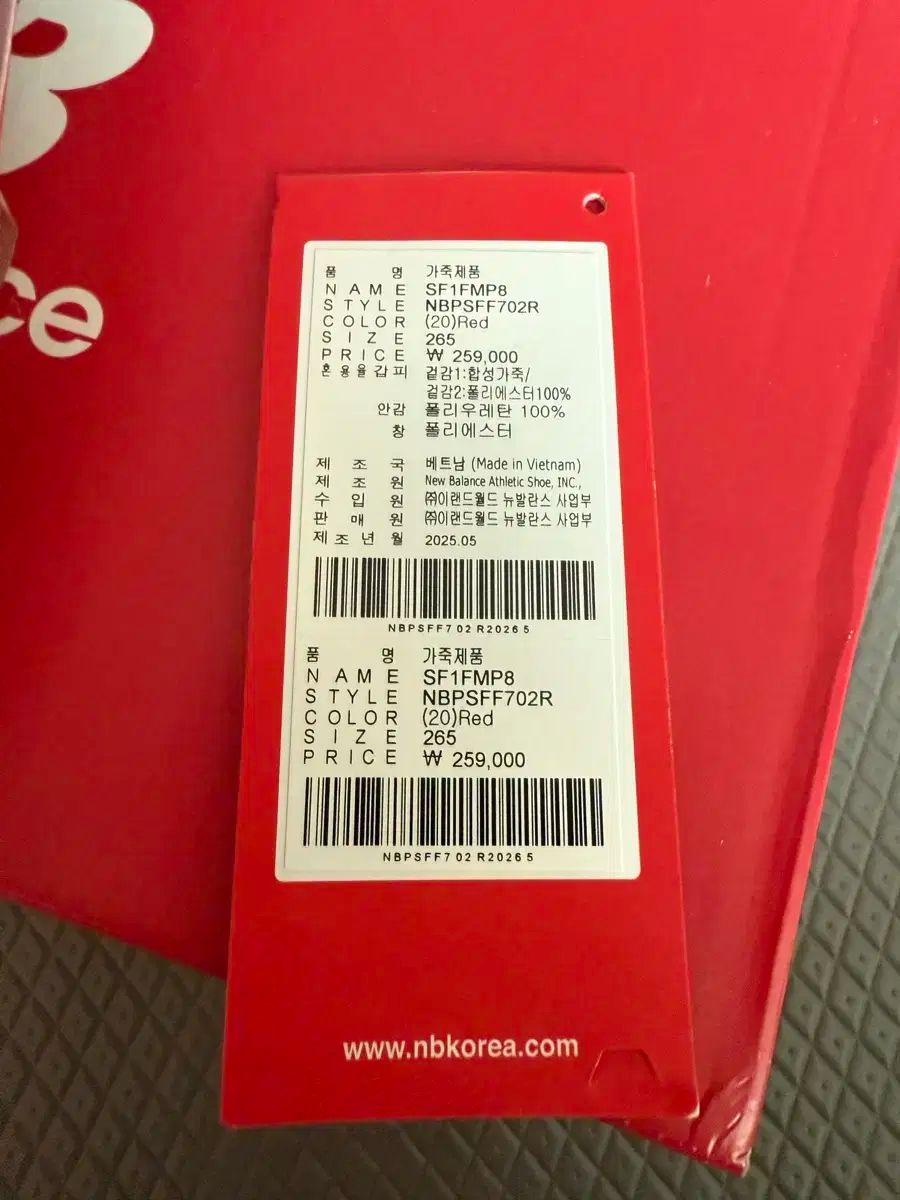 ce
품 명 가죽제품
NAME SF1FMP8
STYLE NBPSFF702R
COLOR (20)Red
SIZE 265
PRICE ₩ 259,000
혼용율갑피 겉감1:합성가죽/
겉감2:폴리에스터100%
안감 폴리우레탄 100%
창 폴리에스터
제조국 베트남 (Made in Vietnam)
제조원 New Balance Athletic Shoe, INC.,
수입원 ㈜이랜드월드 뉴발란스 사업부
판매원 ㈜이랜드월드 뉴발란스 사업부
제조년월 2025.05
NBPSFF702R20265
품 명 가죽제품
NAME SF1FMP8
STYLE NBPSFF702R
COLOR (20)Red
SIZE 265
PRICE ₩ 259,000
NBPSFF702R20265
www.nbkorea.com